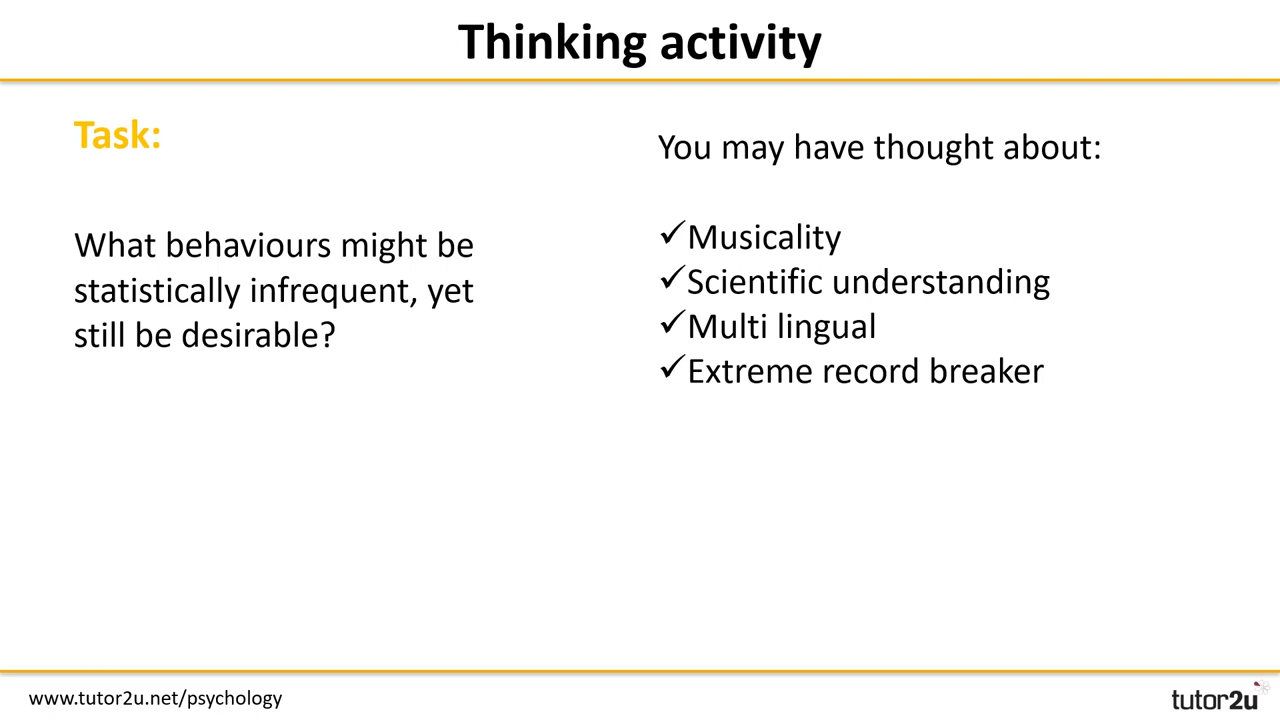 Thinking activity
Task:
What behaviours might be
statistically infrequent, yet
still be desirable?
You may have thought about:
✓Musicality
✓Scientific understanding
✓Multi lingual
✓Extreme record breaker
www.tutor2u.net/psychology
tutor2u